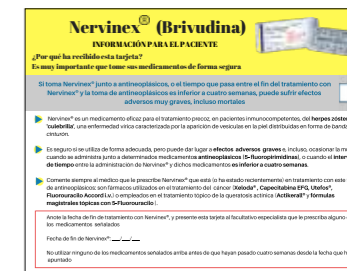 Nervinex® (Brivudina)
INFORMACIÓN PARA EL PACIENTE
¿Por qué ha recibido esta tarjeta?
Es muy importante que tome sus medicamentos de forma segura
Si toma Nervinex® junto a antineoplásicos, o el tiempo que pasa entre el fin del tratamiento con
Nervinex® y la toma de antineoplásicos es inferior a cuatro semanas, puede sufrir efectos
adversos muy graves, incluso mortales
Nervinex® es un medicamento eficaz para el tratamiento precoz, en pacientes inmunocompetentes, del herpes zóster
'culebrilla', una enfermedad vírica caracterizada por la aparición de vesículas en la piel distribuidas en forma de banda
cinturón.
Es seguro si se utiliza de forma adecuada, pero puede dar lugar a efectos adversos graves e, incluso, ocasionar la
cuando se administra junto a determinados medicamentos antineoplásicos (5-fluoropirimidinas), o cuando el
de tiempo entre la administración de Nervinex® y dichos medicamentos es inferior a cuatro semanas.
Comente siempre al médico que le prescribe Nervinex® que está (o ha estado recientemente) en tratamiento con este
de antineoplásicos: son fármacos utilizados en el tratamiento del cáncer (Xeloda®, Capecitabina EFG, Utefos®,
Fluorouracilo Accord i.v.) o empleados en el tratamiento tópico de la queratosis actínica (Actikerall® y fórmulas
magistrales tópicas con 5-Fluorouracilo).
Anote la fecha de fin de tratamiento con Nervinex®, y presente esta tarjeta al facultativo especialista que le prescriba alguno
los medicamentos señalados
Fecha de fin de Nervinex®: __/__/__
No utilizar ninguno de los medicamentos señalados arriba antes de que hayan pasado cuatro semanas desde la fecha que
apuntado